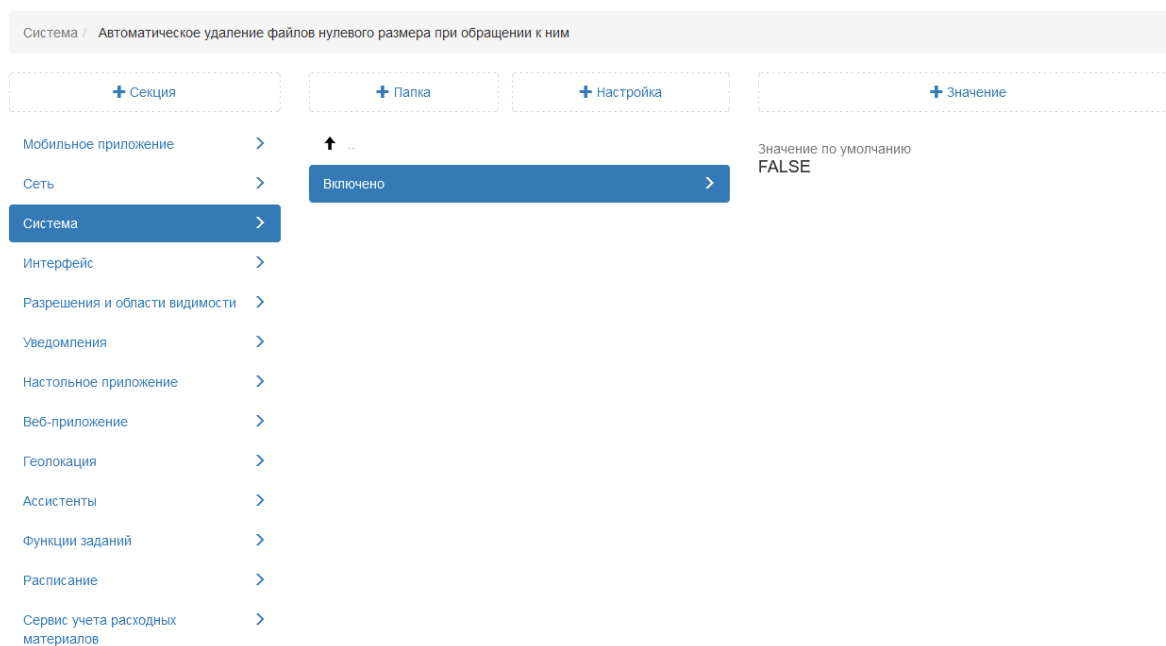 Система / Автоматическое удаление файлов нулевого размера при обращении к ним
+ Секция
+ Папка
+ Настройка
+ Значение
Мобильное приложение
Сеть
Система
Интерфейс
Разрешения и области видимости
Уведомления
Настольное приложение
Веб-приложение
Геолокация
Ассистенты
Функции заданий
Расписание
Сервис учета расходных
материалов
..
Включено
Значение по умолчанию
FALSE